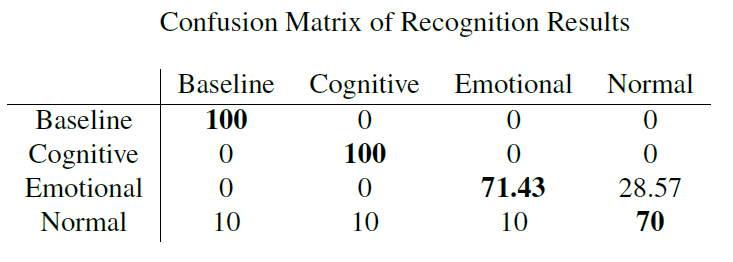 Confusion Matrix of Recognition Results
Baseline Cognitive Emotional Normal
Baseline 100 0 0 0
Cognitive 0 100 0 0
Emotional 0 0 71.43 28.57
Normal 10 10 10 70